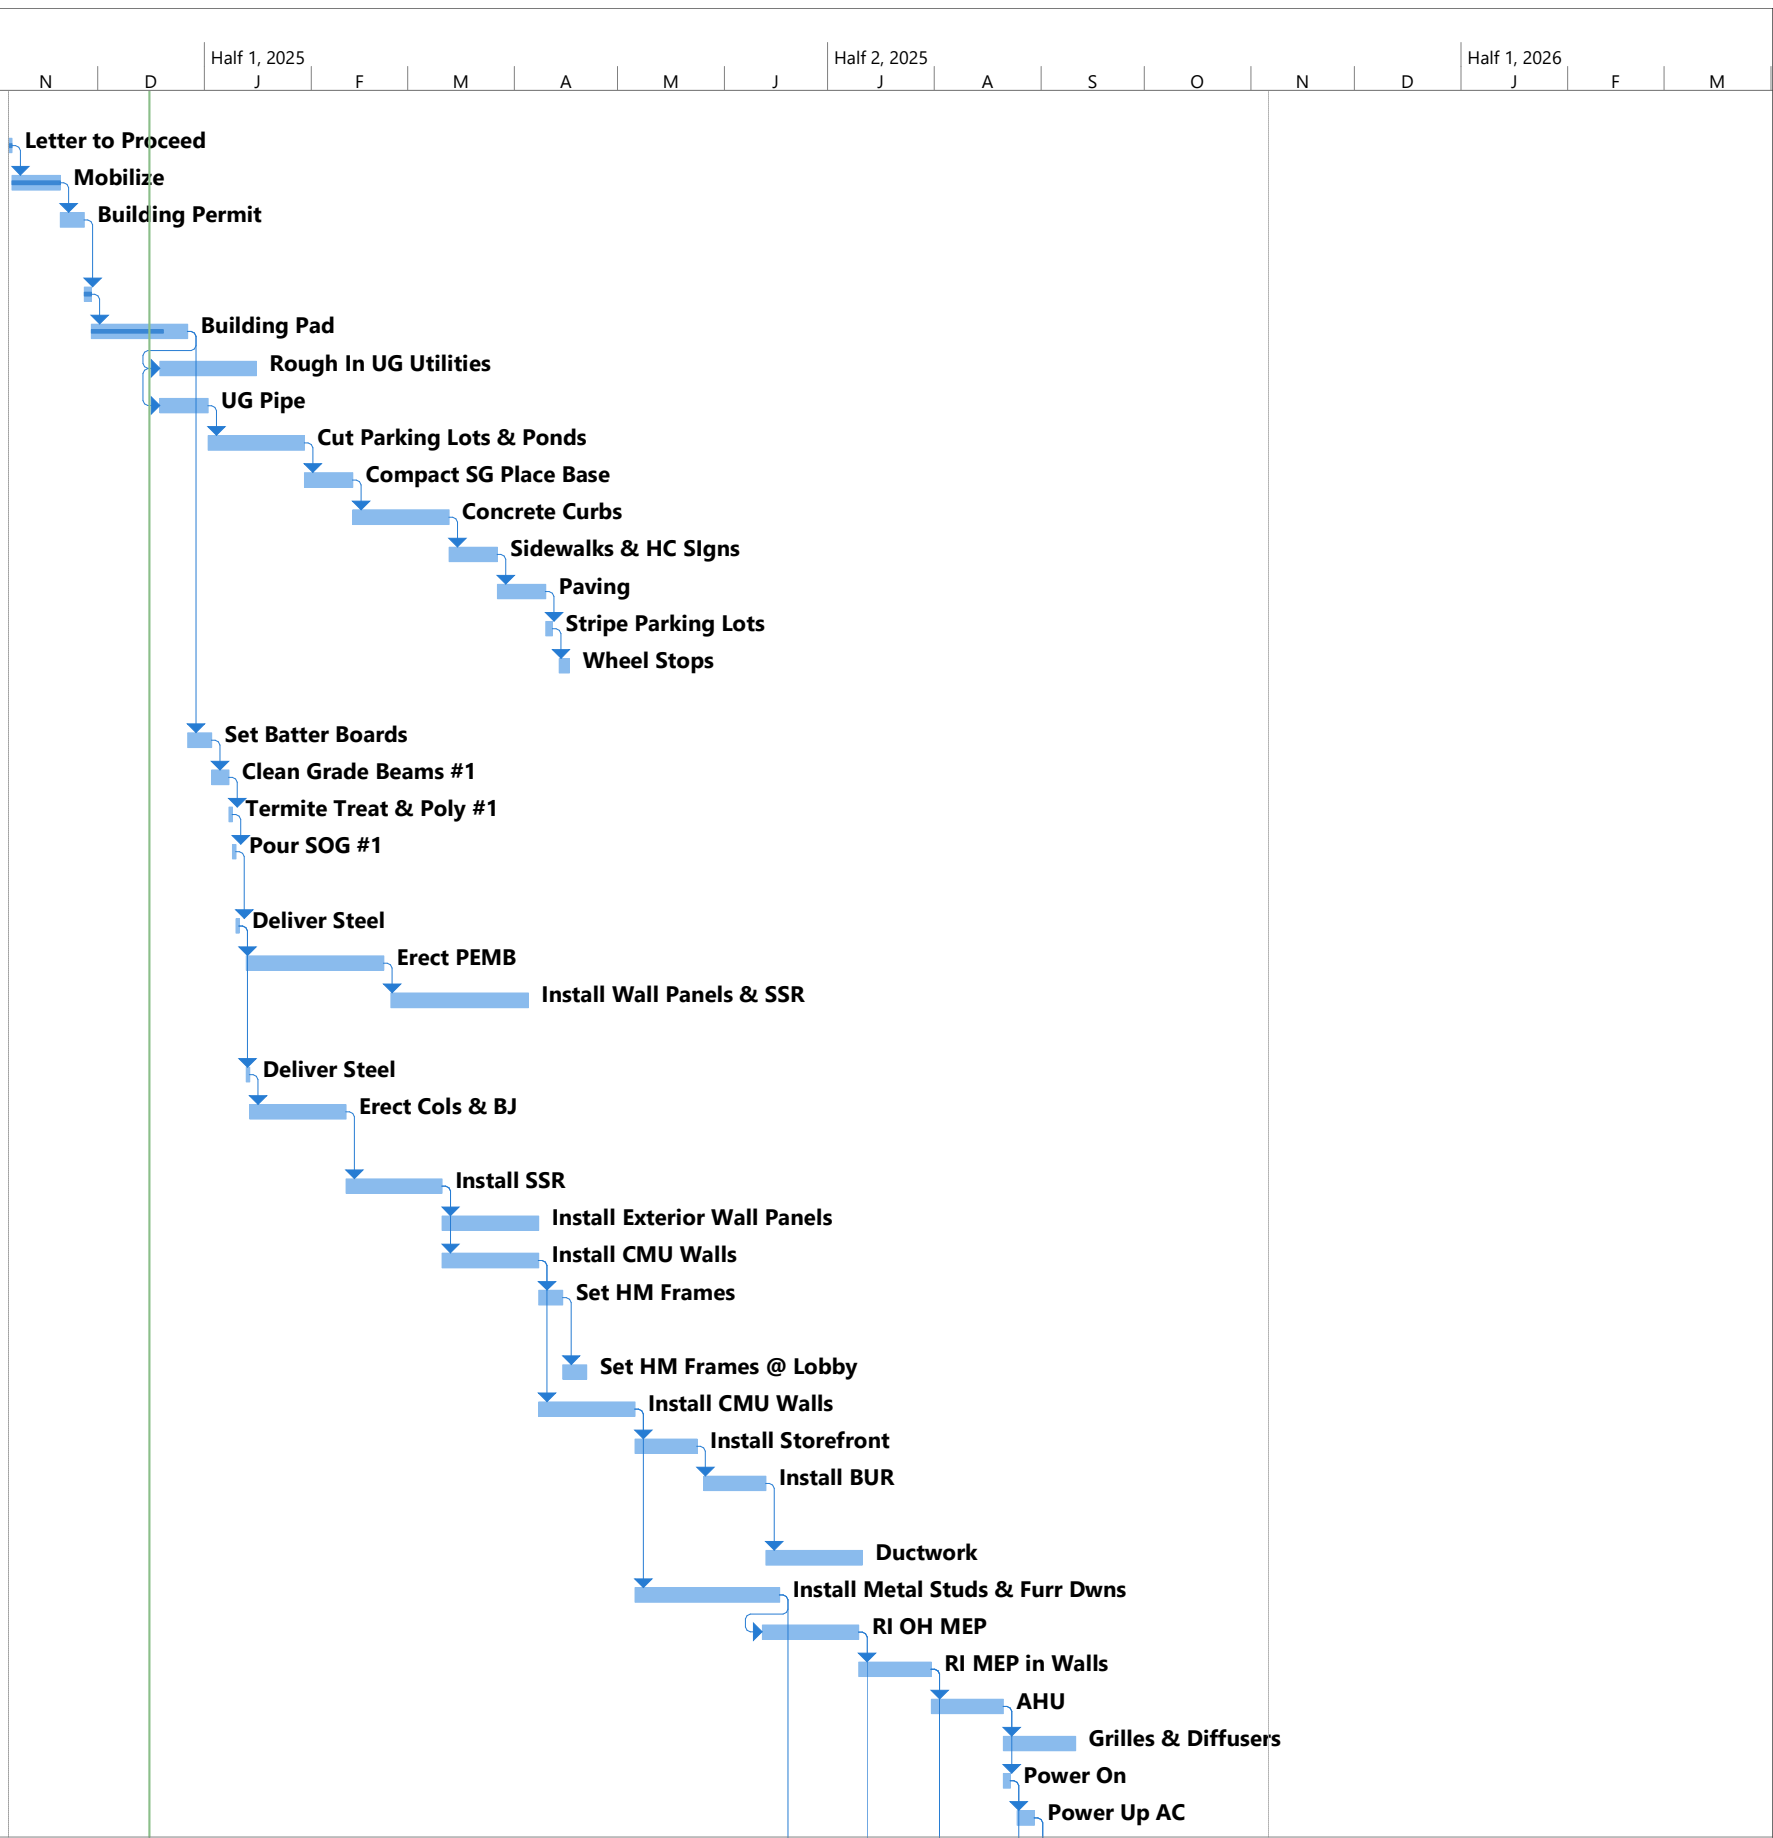 Half 1, 2025 Half 2, 2025 Half 1, 2026
N D J F M A M J J A S O N D J F M
Letter to Proceed
Mobilize
Building Permit
Building Pad
Rough In UG Utilities
UG Pipe
Cut Parking Lots & Ponds
Compact SG Place Base
Concrete Curbs
Sidewalks & HC SIgns
Paving
Stripe Parking Lots
Wheel Stops
Set Batter Boards
Clean Grade Beams #1
Termite Treat & Poly #1
Pour SOG #1
Deliver Steel
Erect PEMB
Install Wall Panels & SSR
Deliver Steel
Erect Cols & BJ
Install SSR
Install Exterior Wall Panels
Install CMU Walls
Set HM Frames
Set HM Frames @ Lobby
Install CMU Walls
Install Storefront
Install BUR
Ductwork
Install Metal Studs & Furr Dwns
RI OH MEP
RI MEP in Walls
AHU
Grilles & Diffusers
Power On
Power Up AC